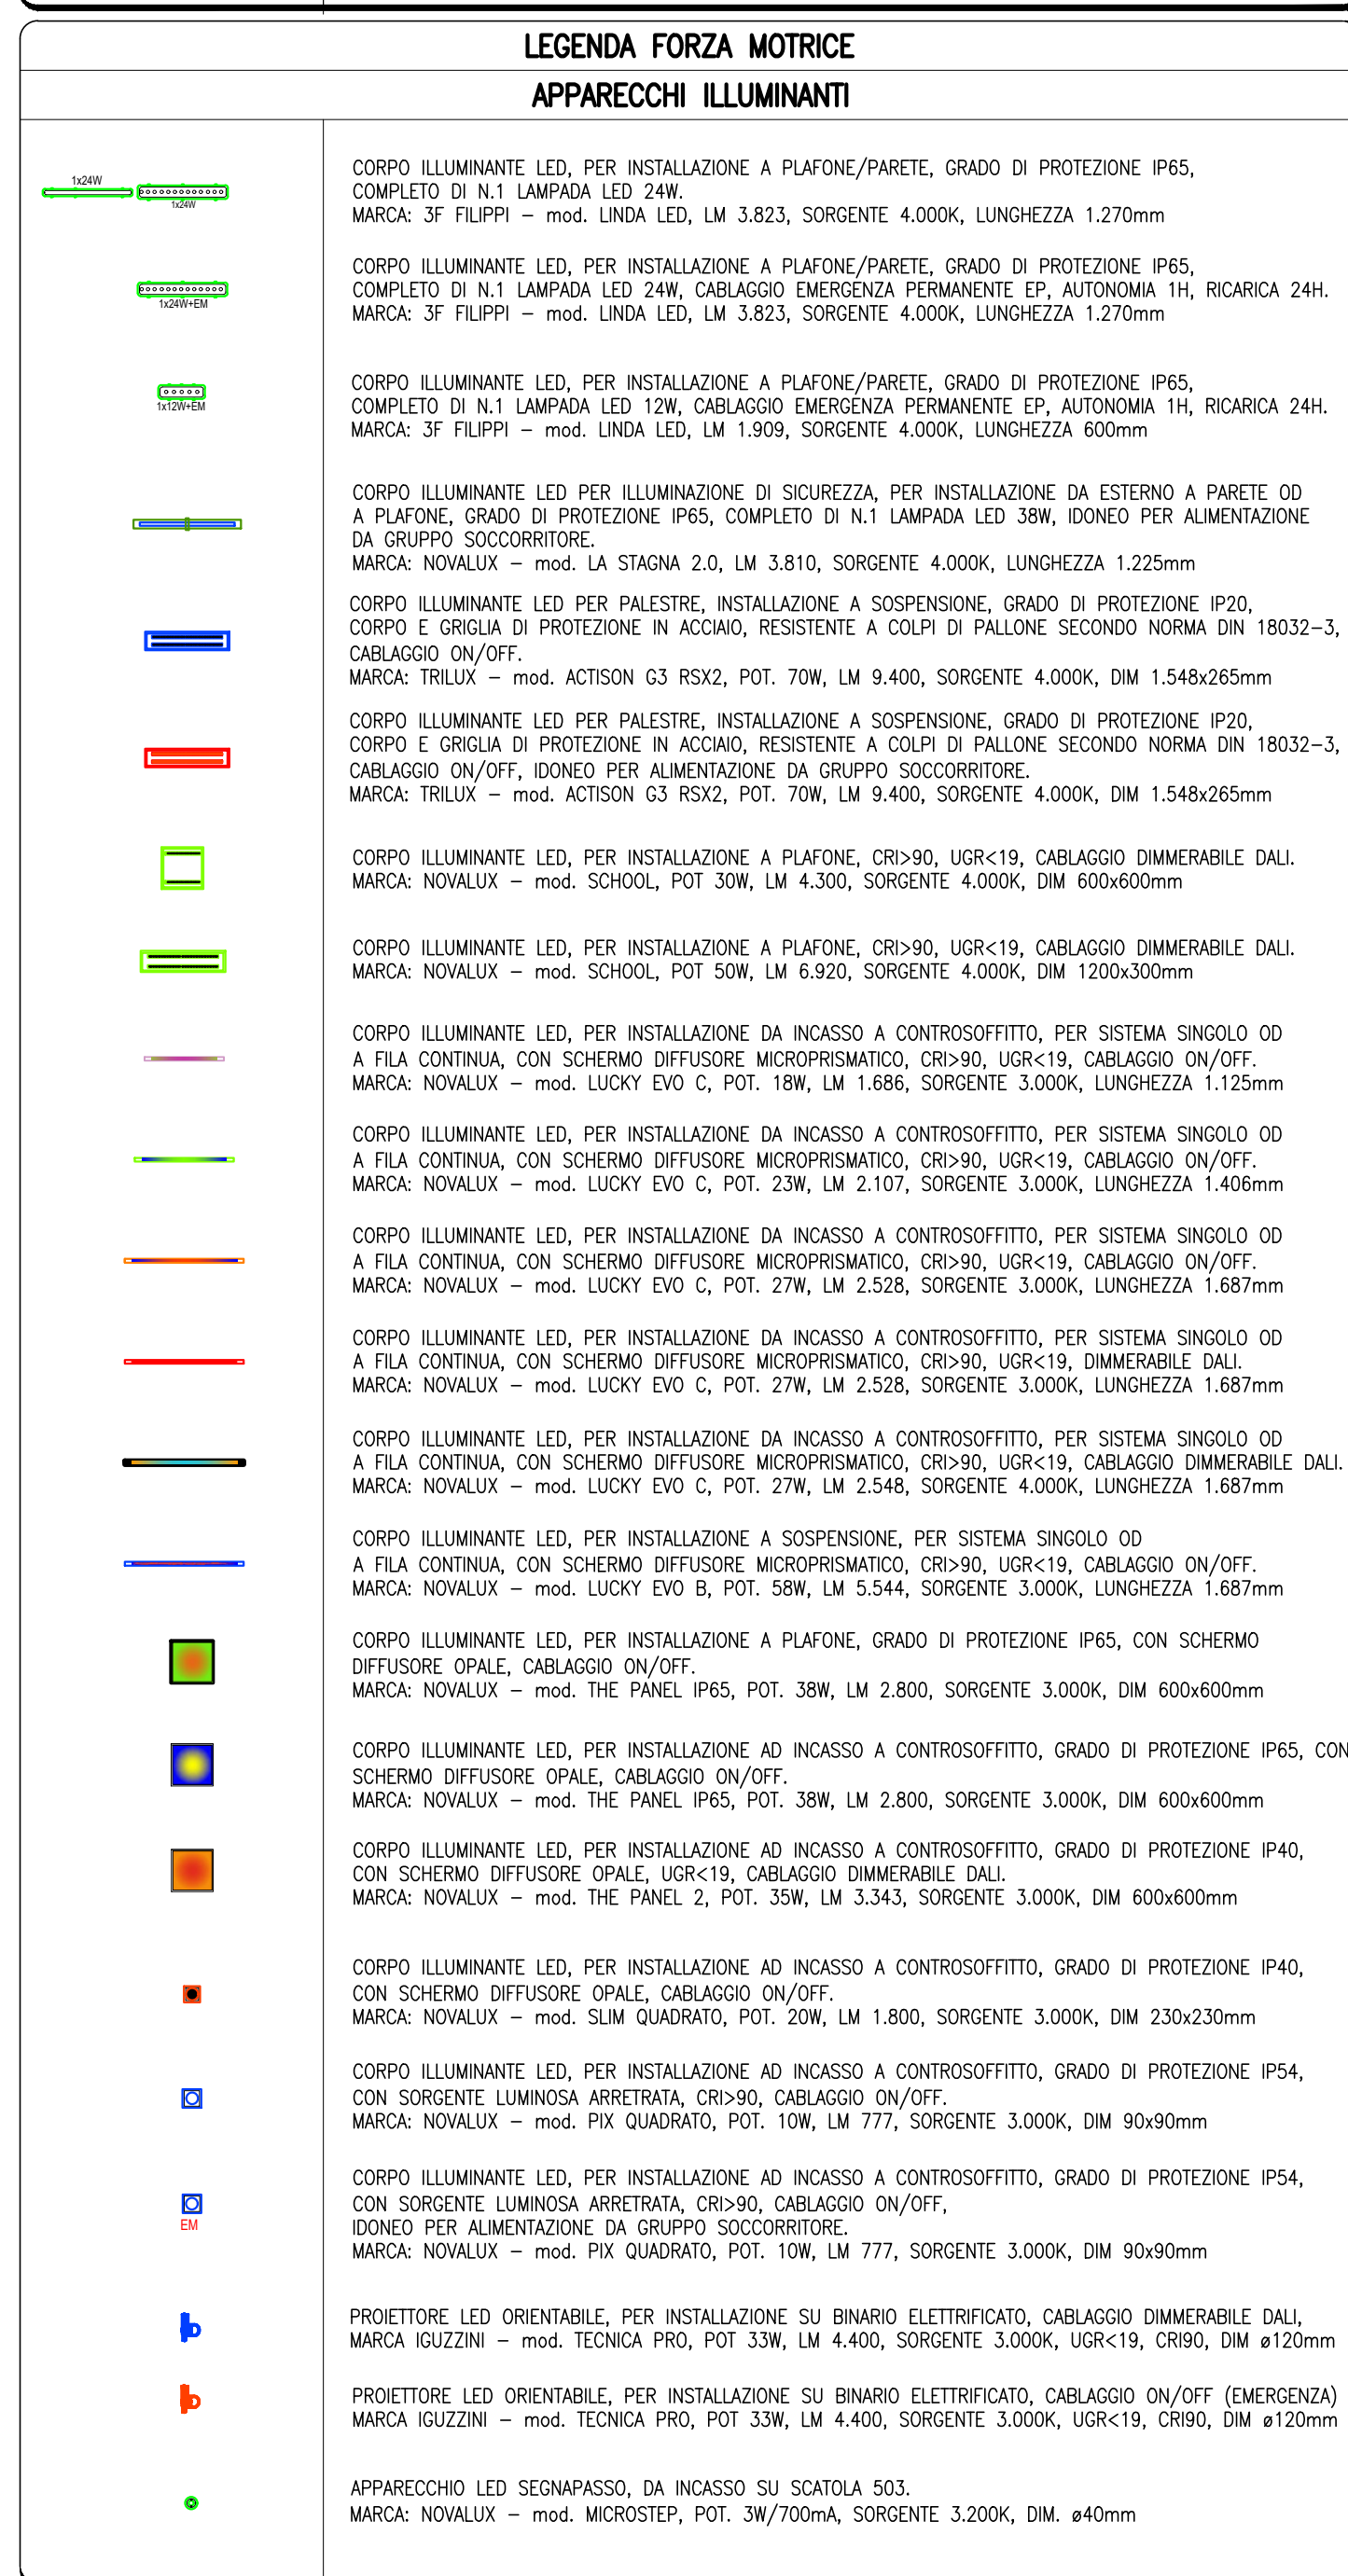 LEGENDA FORZA MOTRICE
APPARECCHI ILLUMINANTI
1x24W
1x24W
CORPO ILLUMINANTE LED, PER INSTALLAZIONE A PLAFONE/PARETE, GRADO DI PROTEZIONE IP65,
COMPLETO DI N.1 LAMPADA LED 24W.
MARCA: 3F FILIPPI – mod. LINDA LED, LM 3.823, SORGENTE 4.000K, LUNGHEZZA 1.270mm
1x24W+EM
CORPO ILLUMINANTE LED, PER INSTALLAZIONE A PLAFONE/PARETE, GRADO DI PROTEZIONE IP65,
COMPLETO DI N.1 LAMPADA LED 24W, CABLAGGIO EMERGENZA PERMANENTE EP, AUTONOMIA 1H, RICARICA 24H.
MARCA: 3F FILIPPI – mod. LINDA LED, LM 3.823, SORGENTE 4.000K, LUNGHEZZA 1.270mm
1x12W+EM
CORPO ILLUMINANTE LED, PER INSTALLAZIONE A PLAFONE/PARETE, GRADO DI PROTEZIONE IP65,
COMPLETO DI N.1 LAMPADA LED 12W, CABLAGGIO EMERGENZA PERMANENTE EP, AUTONOMIA 1H, RICARICA 24H.
MARCA: 3F FILIPPI – mod. LINDA LED, LM 1.909, SORGENTE 4.000K, LUNGHEZZA 600mm
CORPO ILLUMINANTE LED PER ILLUMINAZIONE DI SICUREZZA, PER INSTALLAZIONE DA ESTERNO A PARETE OD
A PLAFONE, GRADO DI PROTEZIONE IP65, COMPLETO DI N.1 LAMPADA LED 38W, IDONEO PER ALIMENTAZIONE
DA GRUPPO SOCCORRITORE.
MARCA: NOVALUX – mod. LA STAGNA 2.0, LM 3.810, SORGENTE 4.000K, LUNGHEZZA 1.225mm
CORPO ILLUMINANTE LED PER PALESTRE, INSTALLAZIONE A SOSPENSIONE, GRADO DI PROTEZIONE IP20,
CORPO E GRIGLIA DI PROTEZIONE IN ACCIAIO, RESISTENTE A COLPI DI PALLONE SECONDO NORMA DIN 18032-3,
CABLAGGIO ON/OFF.
MARCA: TRILUX – mod. ACTISON G3 RSX2, POT. 70W, LM 9.400, SORGENTE 4.000K, DIM 1.548x265mm
CORPO ILLUMINANTE LED PER PALESTRE, INSTALLAZIONE A SOSPENSIONE, GRADO DI PROTEZIONE IP20,
CORPO E GRIGLIA DI PROTEZIONE IN ACCIAIO, RESISTENTE A COLPI DI PALLONE SECONDO NORMA DIN 18032-3,
CABLAGGIO ON/OFF, IDONEO PER ALIMENTAZIONE DA GRUPPO SOCCORRITORE.
MARCA: TRILUX – mod. ACTISON G3 RSX2, POT. 70W, LM 9.400, SORGENTE 4.000K, DIM 1.548x265mm
CORPO ILLUMINANTE LED, PER INSTALLAZIONE A PLAFONE, CRI>90, UGR<19, CABLAGGIO DIMMERABILE DALI.
MARCA: NOVALUX – mod. SCHOOL, POT 30W, LM 4.300, SORGENTE 4.000K, DIM 600x600mm
CORPO ILLUMINANTE LED, PER INSTALLAZIONE A PLAFONE, CRI>90, UGR<19, CABLAGGIO DIMMERABILE DALI.
MARCA: NOVALUX – mod. SCHOOL, POT 50W, LM 6.920, SORGENTE 4.000K, DIM 1200x300mm
CORPO ILLUMINANTE LED, PER INSTALLAZIONE DA INCASSO A CONTROSOFFITTO, PER SISTEMA SINGOLO OD
A FILA CONTINUA, CON SCHERMO DIFFUSORE MICROPRISMATICO, CRI>90, UGR<19, CABLAGGIO ON/OFF.
MARCA: NOVALUX – mod. LUCKY EVO C, POT. 18W, LM 1.686, SORGENTE 3.000K, LUNGHEZZA 1.125mm
CORPO ILLUMINANTE LED, PER INSTALLAZIONE DA INCASSO A CONTROSOFFITTO, PER SISTEMA SINGOLO OD
A FILA CONTINUA, CON SCHERMO DIFFUSORE MICROPRISMATICO, CRI>90, UGR<19, CABLAGGIO ON/OFF.
MARCA: NOVALUX – mod. LUCKY EVO C, POT. 23W, LM 2.107, SORGENTE 3.000K, LUNGHEZZA 1.406mm
CORPO ILLUMINANTE LED, PER INSTALLAZIONE DA INCASSO A CONTROSOFFITTO, PER SISTEMA SINGOLO OD
A FILA CONTINUA, CON SCHERMO DIFFUSORE MICROPRISMATICO, CRI>90, UGR<19, CABLAGGIO ON/OFF.
MARCA: NOVALUX – mod. LUCKY EVO C, POT. 27W, LM 2.528, SORGENTE 3.000K, LUNGHEZZA 1.687mm
CORPO ILLUMINANTE LED, PER INSTALLAZIONE DA INCASSO A CONTROSOFFITTO, PER SISTEMA SINGOLO OD
A FILA CONTINUA, CON SCHERMO DIFFUSORE MICROPRISMATICO, CRI>90, UGR<19, DIMMERABILE DALI.
MARCA: NOVALUX – mod. LUCKY EVO C, POT. 27W, LM 2.528, SORGENTE 3.000K, LUNGHEZZA 1.687mm
CORPO ILLUMINANTE LED, PER INSTALLAZIONE DA INCASSO A CONTROSOFFITTO, PER SISTEMA SINGOLO OD
A FILA CONTINUA, CON SCHERMO DIFFUSORE MICROPRISMATICO, CRI>90, UGR<19, CABLAGGIO DIMMERABILE DALI.
MARCA: NOVALUX – mod. LUCKY EVO C, POT. 27W, LM 2.548, SORGENTE 4.000K, LUNGHEZZA 1.687mm
CORPO ILLUMINANTE LED, PER INSTALLAZIONE A SOSPENSIONE, PER SISTEMA SINGOLO OD
A FILA CONTINUA, CON SCHERMO DIFFUSORE MICROPRISMATICO, CRI>90, UGR<19, CABLAGGIO ON/OFF.
MARCA: NOVALUX – mod. LUCKY EVO B, POT. 58W, LM 5.544, SORGENTE 3.000K, LUNGHEZZA 1.687mm
CORPO ILLUMINANTE LED, PER INSTALLAZIONE A PLAFONE, GRADO DI PROTEZIONE IP65, CON SCHERMO
DIFFUSORE OPALE, CABLAGGIO ON/OFF.
MARCA: NOVALUX – mod. THE PANEL IP65, POT. 38W, LM 2.800, SORGENTE 3.000K, DIM 600x600mm
CORPO ILLUMINANTE LED, PER INSTALLAZIONE AD INCASSO A CONTROSOFFITTO, GRADO DI PROTEZIONE IP65, CON
SCHERMO DIFFUSORE OPALE, CABLAGGIO ON/OFF.
MARCA: NOVALUX – mod. THE PANEL IP65, POT. 38W, LM 2.800, SORGENTE 3.000K, DIM 600x600mm
CORPO ILLUMINANTE LED, PER INSTALLAZIONE AD INCASSO A CONTROSOFFITTO, GRADO DI PROTEZIONE IP40,
CON SCHERMO DIFFUSORE OPALE, UGR<19, CABLAGGIO DIMMERABILE DALI.
MARCA: NOVALUX – mod. THE PANEL 2, POT. 35W, LM 3.343, SORGENTE 3.000K, DIM 600x600mm
CORPO ILLUMINANTE LED, PER INSTALLAZIONE AD INCASSO A CONTROSOFFITTO, GRADO DI PROTEZIONE IP40,
CON SCHERMO DIFFUSORE OPALE, CABLAGGIO ON/OFF.
MARCA: NOVALUX – mod. SLIM QUADRATO, POT. 20W, LM 1.800, SORGENTE 3.000K, DIM 230x230mm
CORPO ILLUMINANTE LED, PER INSTALLAZIONE AD INCASSO A CONTROSOFFITTO, GRADO DI PROTEZIONE IP54,
CON SORGENTE LUMINOSA ARRETRATA, CRI>90, CABLAGGIO ON/OFF.
MARCA: NOVALUX – mod. PIX QUADRATO, POT. 10W, LM 777, SORGENTE 3.000K, DIM 90x90mm
EM
CORPO ILLUMINANTE LED, PER INSTALLAZIONE AD INCASSO A CONTROSOFFITTO, GRADO DI PROTEZIONE IP54,
CON SORGENTE LUMINOSA ARRETRATA, CRI>90, CABLAGGIO ON/OFF,
IDONEO PER ALIMENTAZIONE DA GRUPPO SOCCORRITORE.
MARCA: NOVALUX – mod. PIX QUADRATO, POT. 10W, LM 777, SORGENTE 3.000K, DIM 90x90mm
PROIETTORE LED ORIENTABILE, PER INSTALLAZIONE SU BINARIO ELETTRIFICATO, CABLAGGIO DIMMERABILE DALI,
MARCA IGUZZINI – mod. TECNICA PRO, POT 33W, LM 4.400, SORGENTE 3.000K, UGR<19, CRI90, DIM ø120mm
PROIETTORE LED ORIENTABILE, PER INSTALLAZIONE SU BINARIO ELETTRIFICATO, CABLAGGIO ON/OFF (EMERGENZA)
MARCA IGUZZINI – mod. TECNICA PRO, POT 33W, LM 4.400, SORGENTE 3.000K, UGR<19, CRI90, DIM ø120mm
APPARECCHIO LED SEGNAPASSO, DA INCASSO SU SCATOLA 503.
MARCA: NOVALUX – mod. MICROSTEP, POT. 3W/700mA, SORGENTE 3.200K, DIM. ø40mm